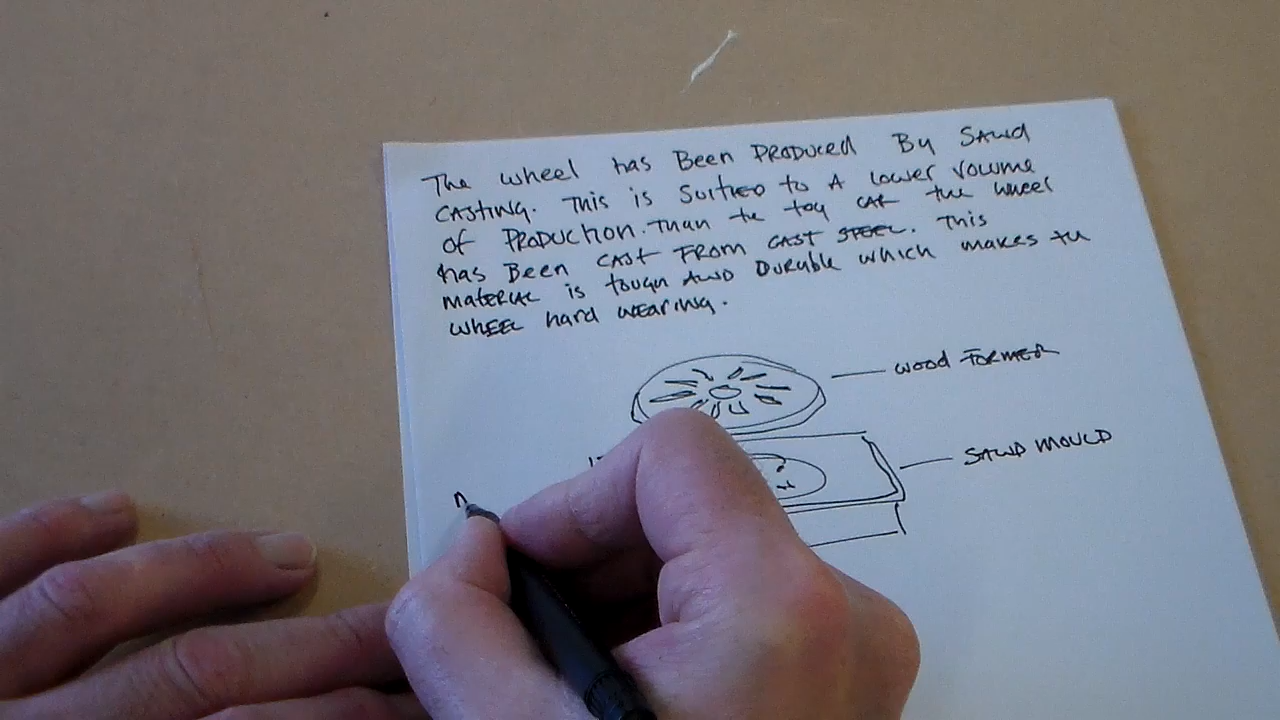 The wheel has Been PRODUCED By SAND
CASTING. This is Suited to A lower volume
of PRODUCTION. Than the toy car the wheel
has Been cast FROM CAST STEEL. This
MATERIAL is tough AND DURABLE which makes the
WHEEL hard wearing.
WOOD FORMER
SAND MOULD